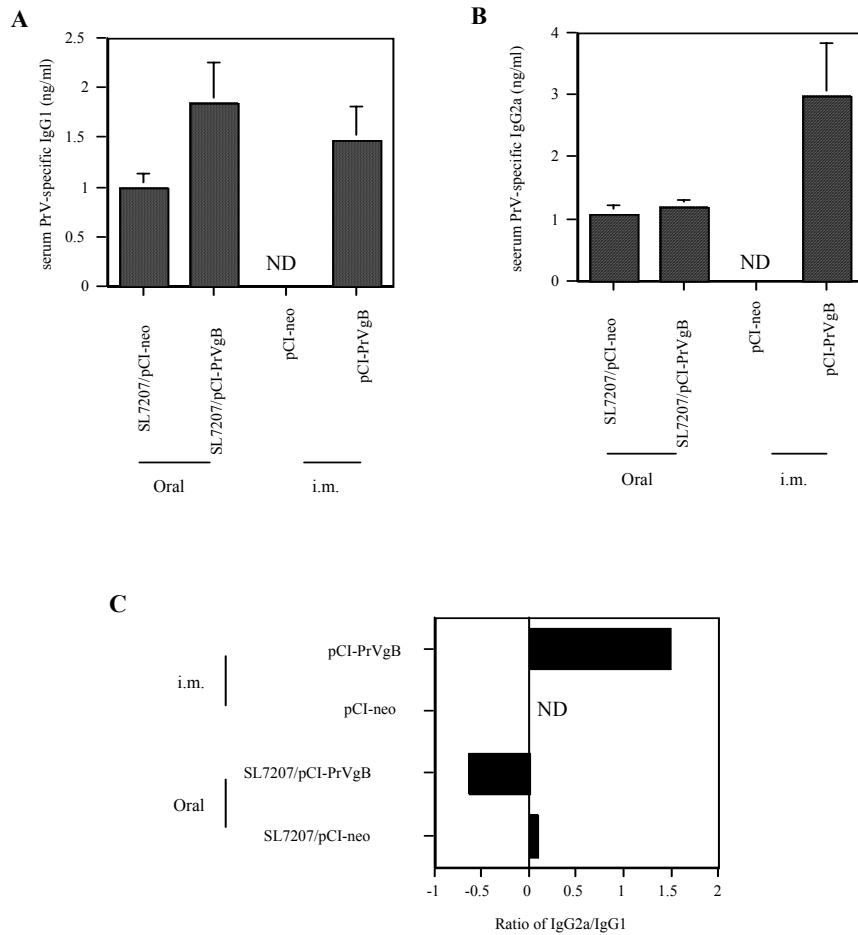 A
serum PrV-specific IgG1 (ng/ml)
2.5
2
1.5
1
0.5
0
ND
SL7207/pCI-neo
SL7207/pCI-PrVgB
pCI-neo
pCI-PrVgB
Oral
i.m.
B
seerum PrV-specific IgG2a (ng/ml)
4
3
2
1
0
ND
SL7207/pCI-neo
SL7207/pCI-PrVgB
pCI-neo
pCI-PrVgB
Oral
i.m.
C
i.m.
pCI-PrVgB
pCI-neo
ND
Oral
SL7207/pCI-PrVgB
SL7207/pCI-neo
-1 -0.5 0 0.5 1 1.5 2
Ratio of IgG2a/IgG1